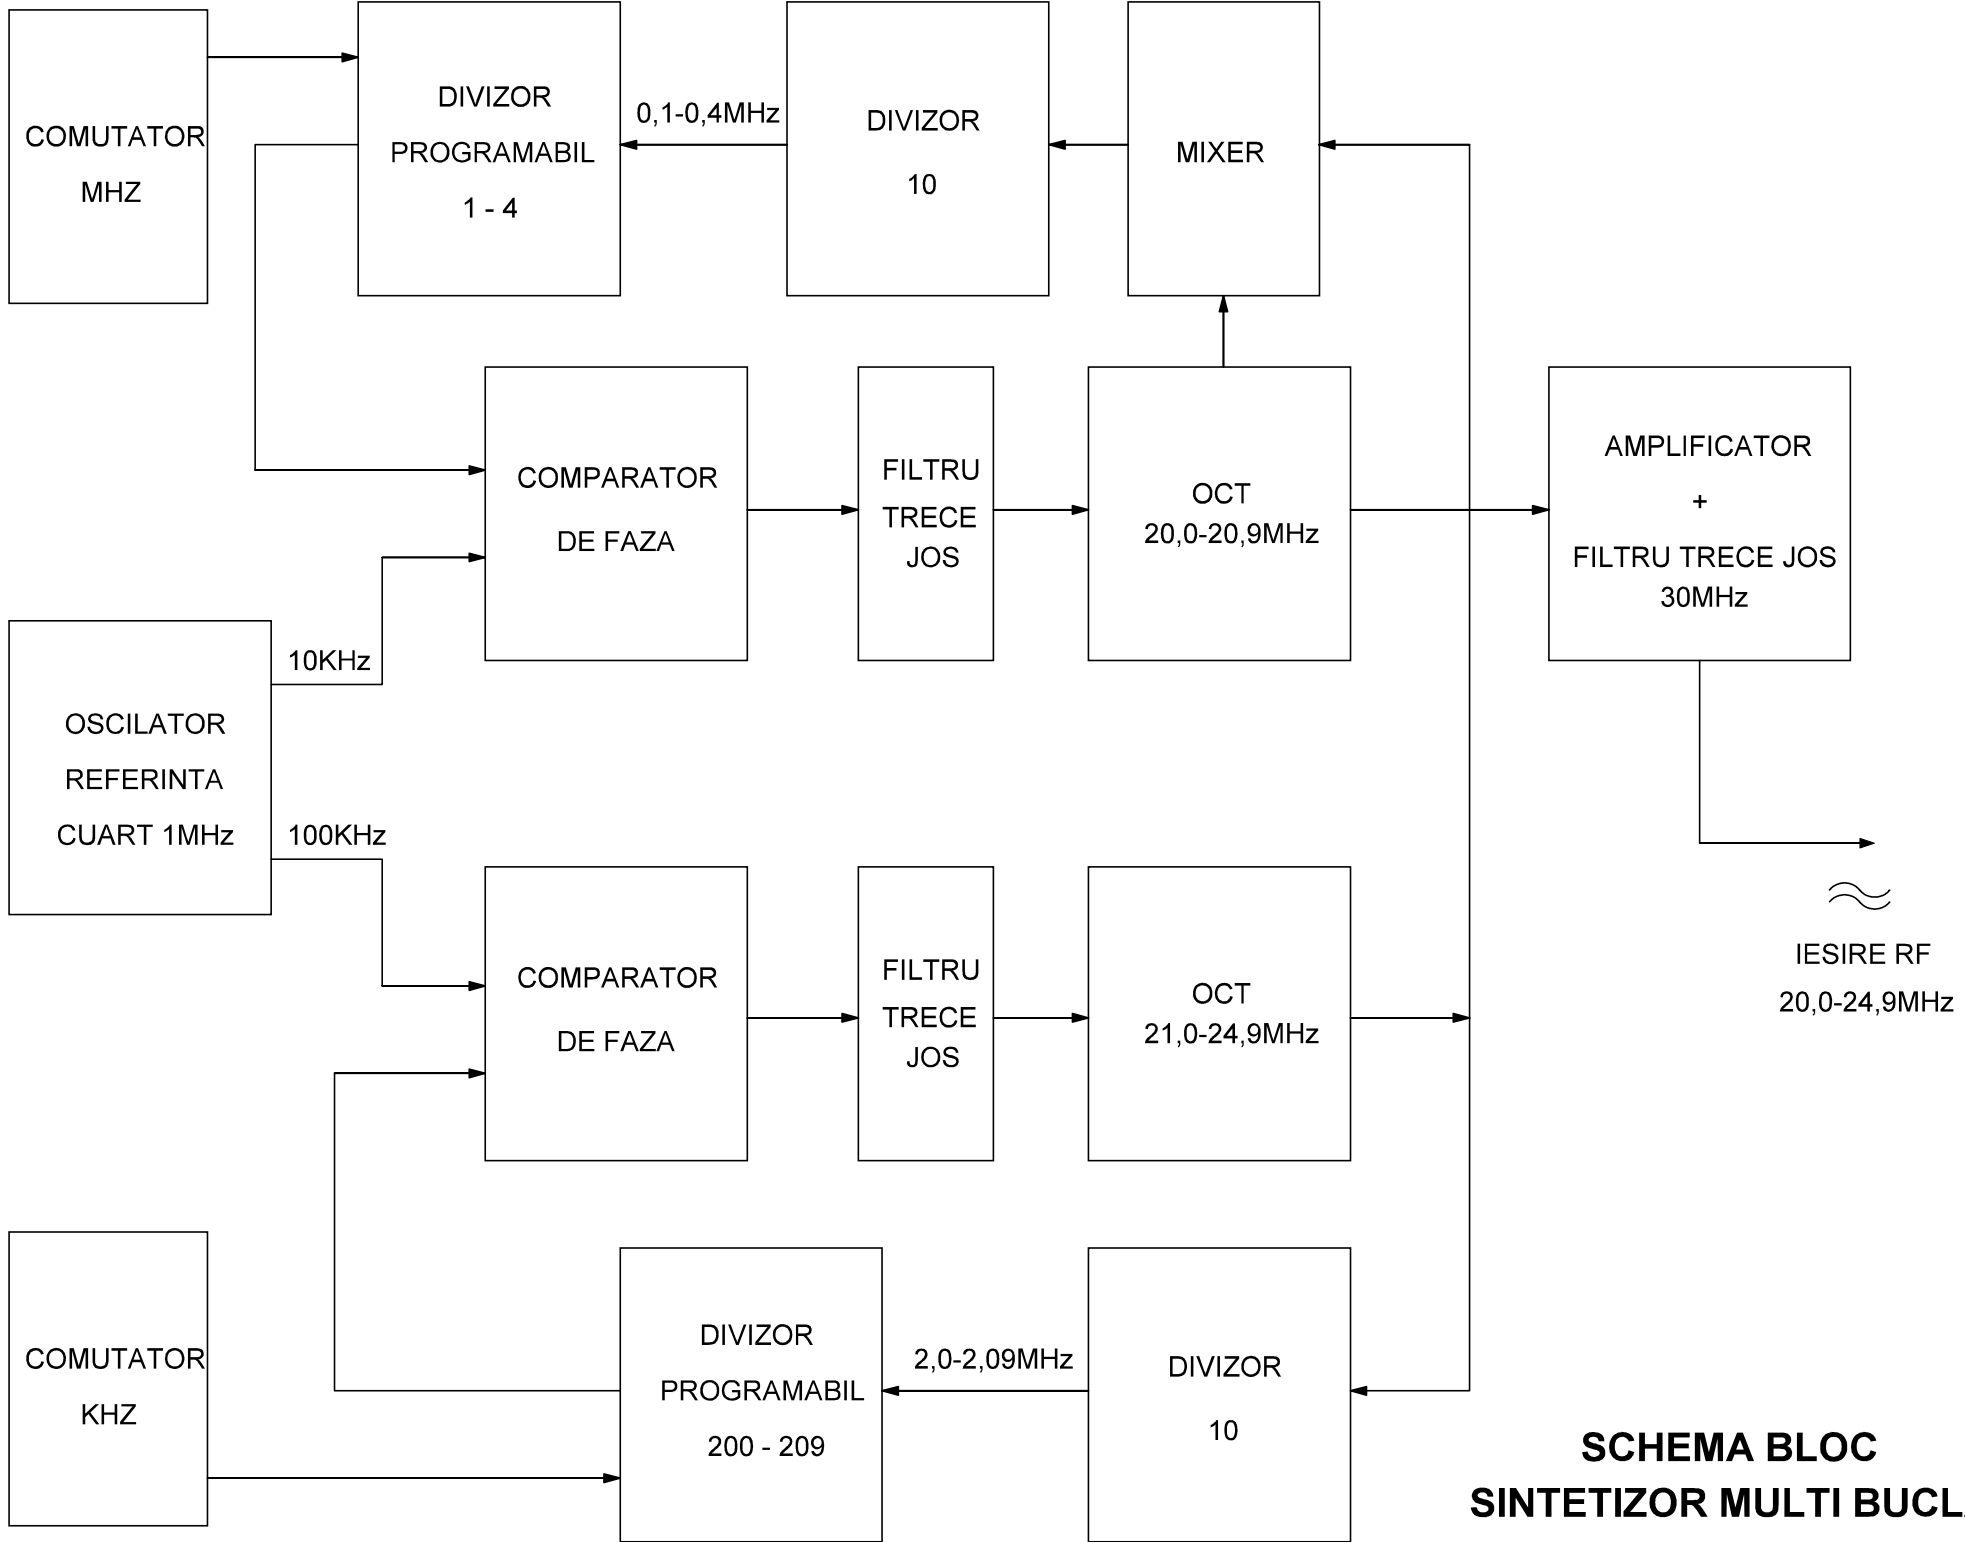 COMUTATOR
MHZ
DIVIZOR
PROGRAMABIL
1 - 4
0,1-0,4MHz
DIVIZOR
10
MIXER
COMPARATOR
DE FAZA
FILTRU
TRECE
JOS
OCT
20,0-20,9MHz
AMPLIFICATOR
+
FILTRU TRECE JOS
30MHz
OSCILATOR
REFERINTA
CUART 1MHz
10KHz
100KHz
COMPARATOR
DE FAZA
FILTRU
TRECE
JOS
OCT
21,0-24,9MHz
IESIRE RF
20,0-24,9MHz
COMUTATOR
KHZ
DIVIZOR
PROGRAMABIL
200 - 209
2,0-2,09MHz
DIVIZOR
10
SCHEMA BLOC
SINTETIZOR MULTI BUCL